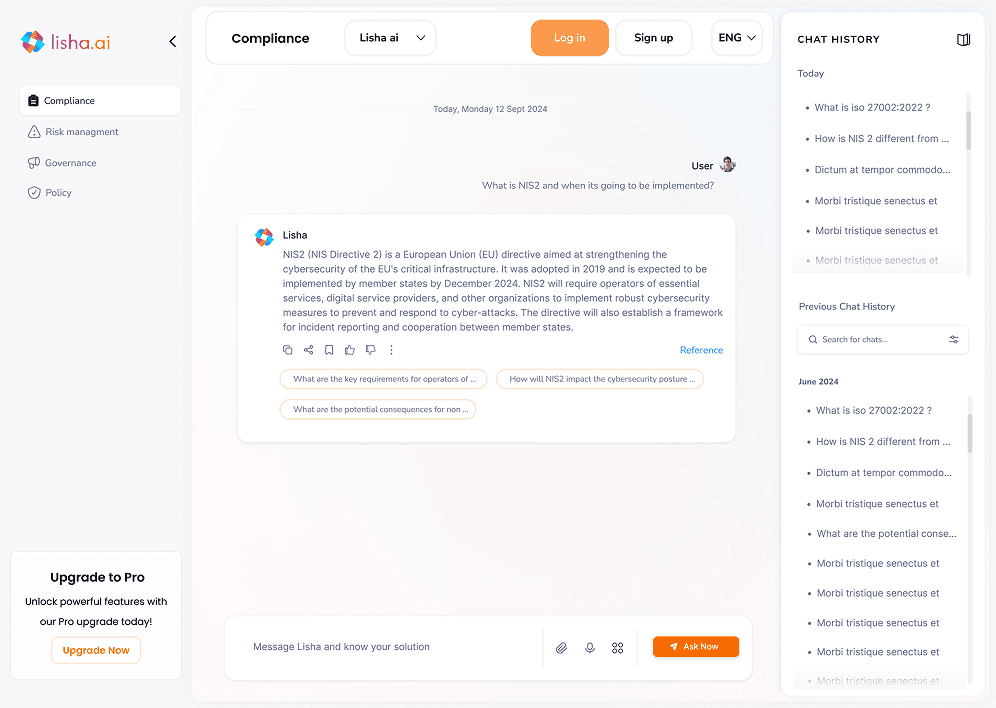 lisha.ai
Compliance
Risk managment
Governance
Policy
Upgrade to Pro
Unlock powerful features with
our Pro upgrade today!
Upgrade Now
Compliance
Lisha ai
Log in
Sign up
ENG
Today, Monday 12 Sept 2024
User
What is NIS2 and when its going to be implemented?
Lisha
NIS2 (NIS Directive 2) is a European Union (EU) directive aimed at strengthening the
cybersecurity of the EU's critical infrastructure. It was adopted in 2019 and is expected to be
implemented by member states by December 2024. NIS2 will require operators of essential
services, digital service providers, and other organizations to implement robust cybersecurity
measures to prevent and respond to cyber-attacks. The directive will also establish a framework
for incident reporting and cooperation between member states.
Reference
What are the key requirements for operators of ...
How will NIS2 impact the cybersecurity posture ...
What are the potential consequences for non ...
Message Lisha and know your solution
Ask Now
CHAT HISTORY
Today
• What is iso 27002:2022 ?
• How is NIS 2 different from ...
• Dictum at tempor commodo...
• Morbi tristique senectus et
• Morbi tristique senectus et
• Morbi tristique senectus et
Previous Chat History
Search for chats...
June 2024
• What is iso 27002:2022 ?
• How is NIS 2 different from ...
• Dictum at tempor commodo...
• Morbi tristique senectus et
• What are the potential conse...
• Morbi tristique senectus et
• Morbi tristique senectus et
• Morbi tristique senectus et
• Morbi tristique senectus et
• Morbi tristique senectus et